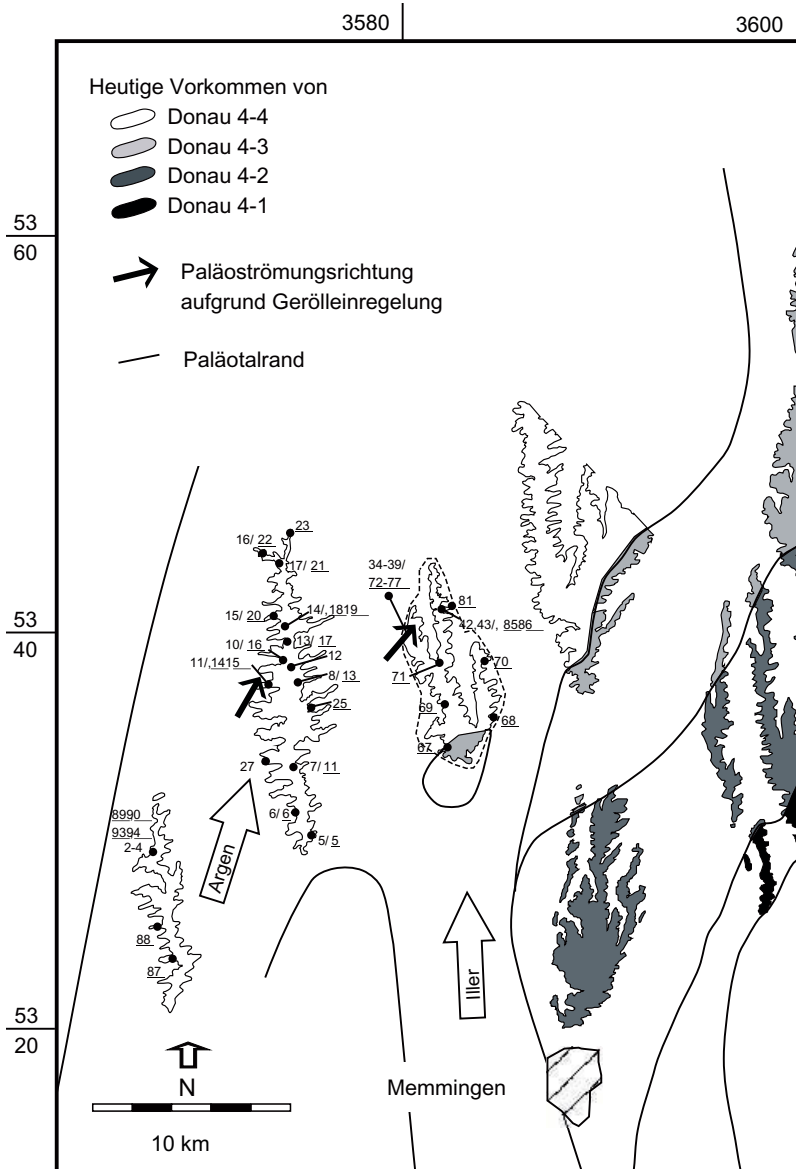 3580
3600
Heutige Vorkommen von
Donau 4-4
Donau 4-3
Donau 4-2
Donau 4-1
53
60
Paläoströmungsrichtung
aufgrund Gerölleinregelung
Paläotalrand
23
16/ 22
17/ 21
34-39/
72-77
81
15/ 20
14/,1819
42,43/, 8586
53
40
13/ 17
10/ 16
12
11/,1415
8/ 13
70
71
25
69
68
67
27
7/ 11
8990
9394
2-4
6/ 6
5/ 5
Argen
88
87
Iller
53
20
N
Memmingen
10 km